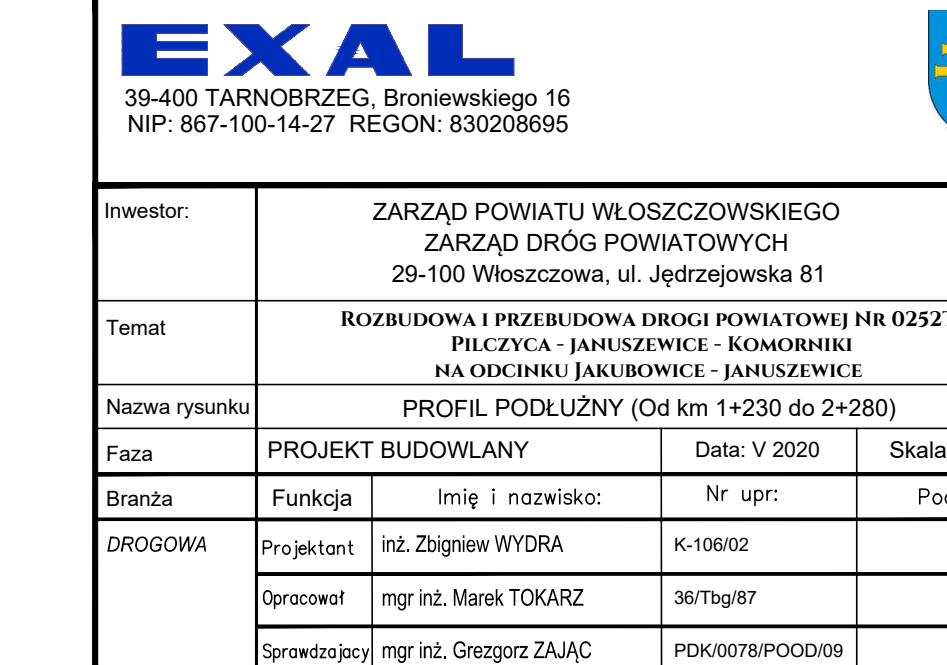 EXAL
39-400 TARNOBRZEG, Broniewskiego 16
NIP: 867-100-14-27 REGON: 830208695
Inwestor:
ZARZĄD POWIATU WŁOSZCZOWSKIEGO
ZARZĄD DRÓG POWIATOWYCH
29-100 Włoszczowa, ul. Jędrzejowska 81
Temat
ROZBUDOWA I PRZEBUDOWA DROGI POWIATOWEJ NR 0252T
PILCZYCA - JANUSZEWICE - KOMORNIKI
NA ODCINKU JAKUBOWICE - JANUSZEWICE
Nazwa rysunku PROFIL PODŁUŻNY (Od km 1+230 do 2+280)
Faza PROJEKT BUDOWLANY Data: V 2020 Skala
Branża Funkcja Imię i nazwisko: Nr upr:
DROGOWA Projektant inż. Zbigniew WYDRA K-106/02
Opracował mgr inż. Marek TOKARZ 36/Tbg/87
Sprawdzajacy mgr inż. Grezgorz ZAJĄC PDK/0078/POOD/09